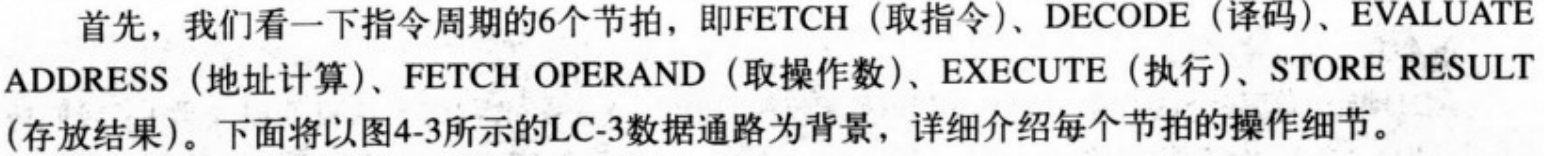 首先，我们看一下指令周期的6个节拍，即FETCH（取指令）、DECODE（译码）、EVALUATE
ADDRESS（地址计算）、FETCH OPERAND（取操作数）、EXECUTE（执行）、STORE RESULT
（存放结果）。下面将以图4-3所示的LC-3数据通路为背景，详细介绍每个节拍的操作细节。